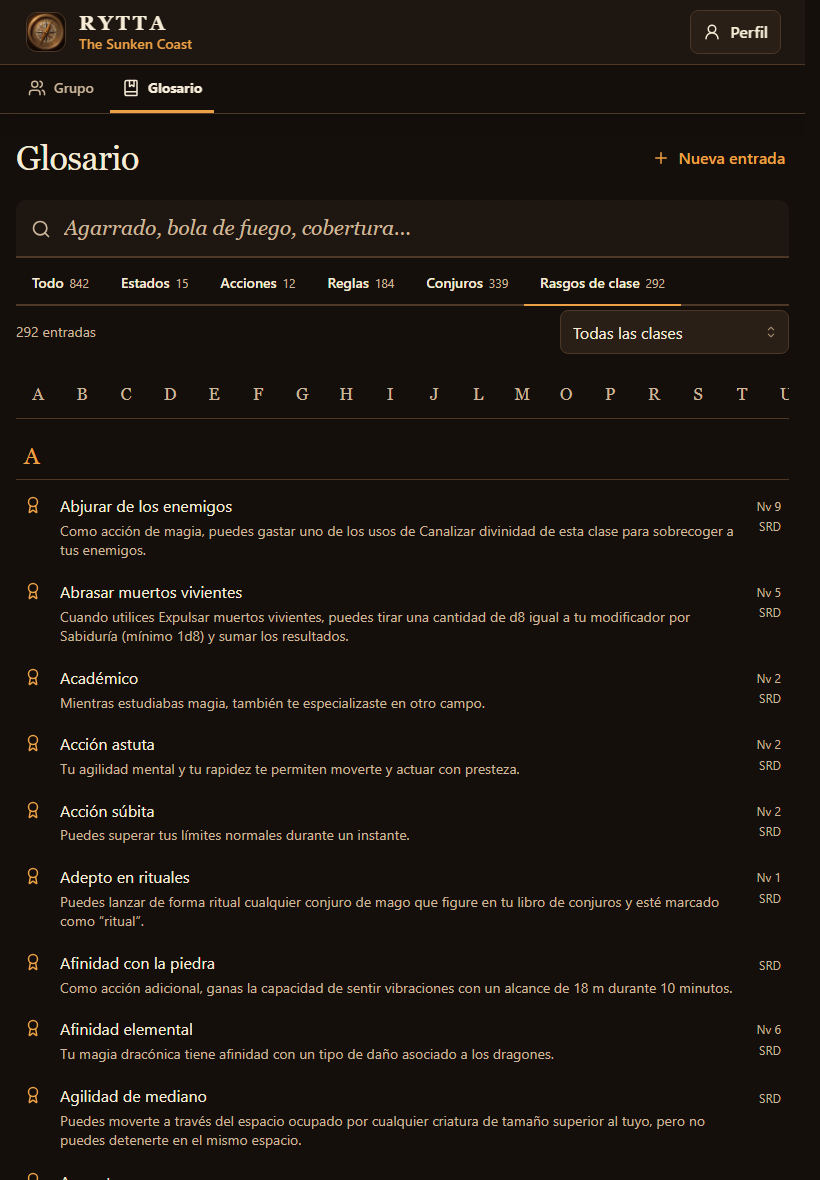 RYTTA
The Sunken Coast
Perfil
Grupo
Glosario
Glosario
Nueva entrada
Agarrado, bola de fuego, cobertura...
Todo 842 Estados 15 Acciones 12 Reglas 184 Conjuros 339 Rasgos de clase 292
292 entradas
Todas las clases
A B C D E F G H I J L M O P R S T U
A
Abjurar de los enemigos
Nv 9
Como acción de magia, puedes gastar uno de los usos de Canalizar divinidad de esta clase para sobrecoger a
tus enemigos.
SRD
Abrasar muertos vivientes
Nv 5
Cuando utilices Expulsar muertos vivientes, puedes tirar una cantidad de d8 igual a tu modificador por
Sabiduría (mínimo 1d8) y sumar los resultados.
SRD
Académico
Nv 2
Mientras estudiabas magia, también te especializaste en otro campo.
SRD
Acción astuta
Nv 2
Tu agilidad mental y tu rapidez te permiten moverte y actuar con presteza.
SRD
Acción súbita
Nv 2
Puedes superar tus límites normales durante un instante.
SRD
Adepto en rituales
Nv 1
Puedes lanzar de forma ritual cualquier conjuro de mago que figure en tu libro de conjuros y esté marcado
como “ritual”.
SRD
Afinidad con la piedra
SRD
Como acción adicional, ganas la capacidad de sentir vibraciones con un alcance de 18 m durante 10 minutos.
Afinidad elemental
Nv 6
Tu magia dracónica tiene afinidad con un tipo de daño asociado a los dragones.
SRD
Agilidad de mediano
SRD
Puedes moverte a través del espacio ocupado por cualquier criatura de tamaño superior al tuyo, pero no
puedes detenerte en el mismo espacio.